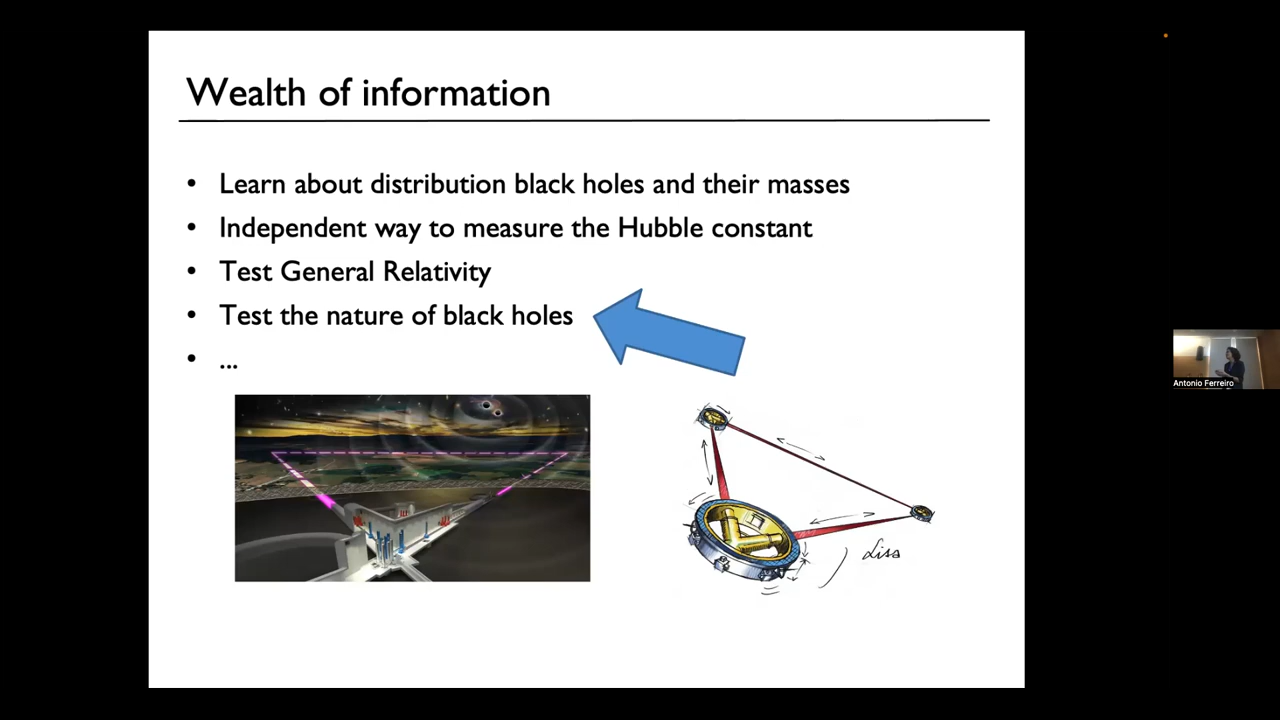 Wealth of information
• Learn about distribution black holes and their masses
• Independent way to measure the Hubble constant
• Test General Relativity
• Test the nature of black holes
• ...
Lisa
Antonio Ferreiro